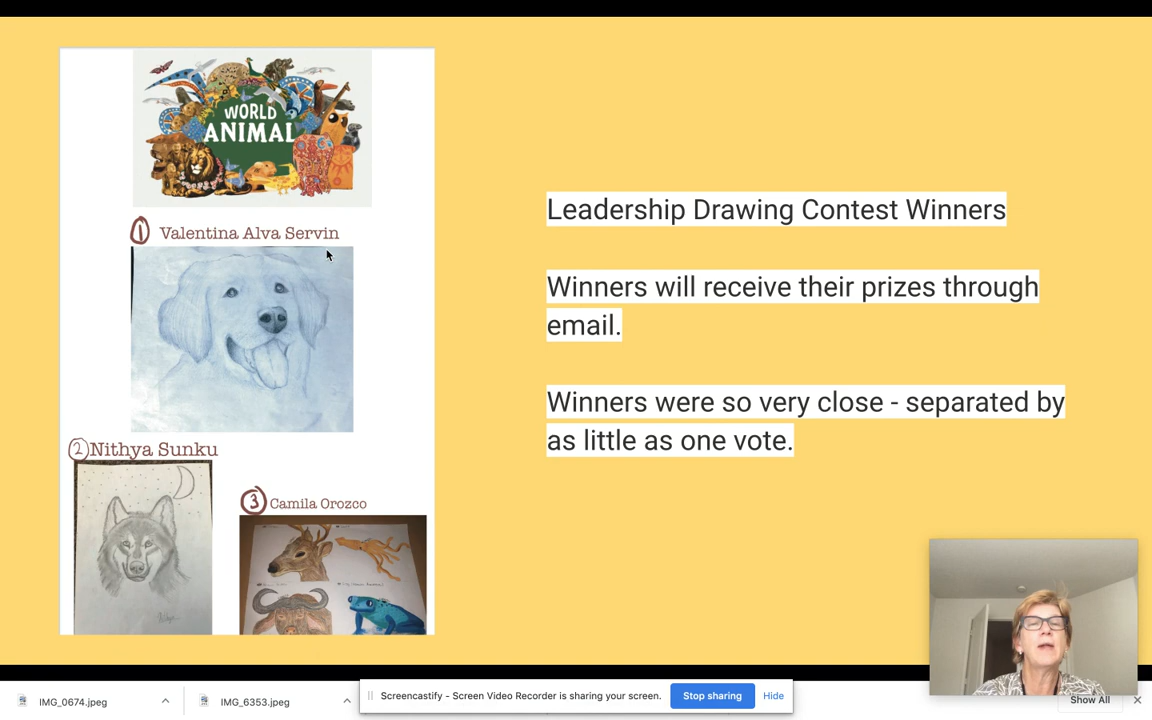 WORLD
ANIMAL
1 Valentina Alva Servin
2 Nithya Sunku
3 Camila Orozco
Leadership Drawing Contest Winners
Winners will receive their prizes through
email.
Winners were so very close - separated by
as little as one vote.
IMG_0674.jpeg
IMG_6353.jpeg
Screencastify - Screen Video Recorder is sharing your screen.
Stop sharing
Hide
Show All